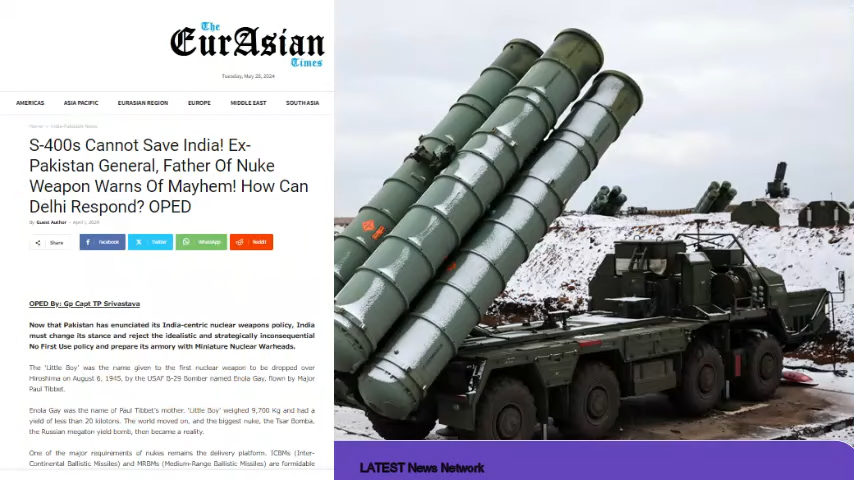 The
EurAsian
Times
Tuesday, May 28, 2024
AMERICAS ASIA PACIFIC EURASIAN REGION EUROPE MIDDLE EAST SOUTH ASIA
Home
S-400s Cannot Save India! Ex-
Pakistan General, Father Of Nuke
Weapon Warns Of Mayhem! How Can
Delhi Respond? OPED
By Guest Author - April
Share Facebook Twitter WhatsApp ReddIt
OPED By: Gp Capt TP Srivastava
Now that Pakistan has enunciated its India-centric nuclear weapons policy, India
must change its stance and reject the idealistic and strategically inconsequential
No First Use policy and prepare its armory with Miniature Nuclear Warheads.
The 'Little Boy' was the name given to the first nuclear weapon to be dropped over
Hiroshima on August 6, 1945, by the USAF B-29 Bomber named Enola Gay, flown by Major
Paul Tibbet.
Enola Gay was the name of Paul Tibbet's mother. 'Little Boy' weighed 9,700 Kg and had a
yield of less than 20 kilotons. The world moved on, and the biggest nuke, the Tsar Bomba,
the Russian megaton yield bomb, then became a reality.
One of the major requirements of nukes remains the delivery platform. ICBMs (Inter-
Continental Ballistic Missiles) and MRBMs (Medium-Range Ballistic Missiles) are formidable
LATEST News Network